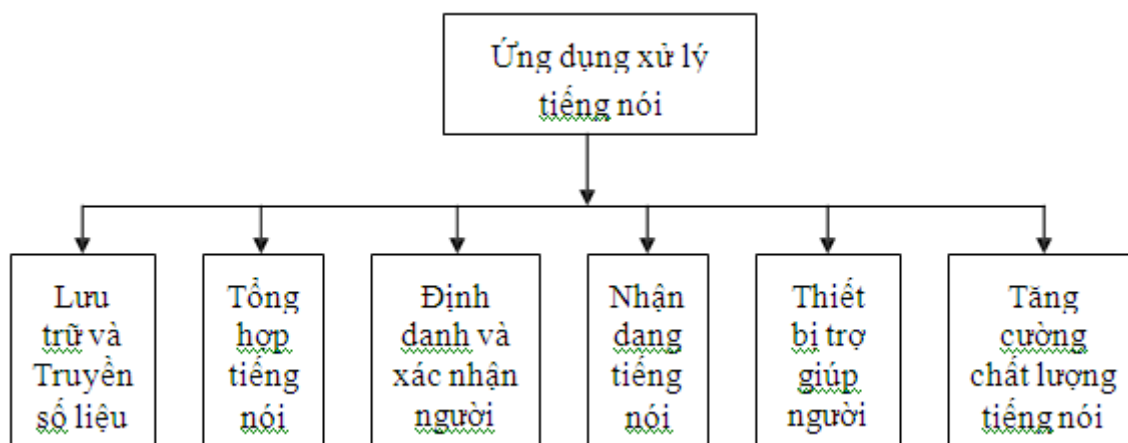 Ứng dụng xử lý
tiếng nói
Lưu
trữ và
Truyền
số liệu
Tổng
hợp
tiếng
nói
Định
danh và
xác nhận
người
Nhận
dạng
tiếng
nói
Thiết
bị trợ
giúp
người
Tăng
cường
chất lượng
tiếng nói